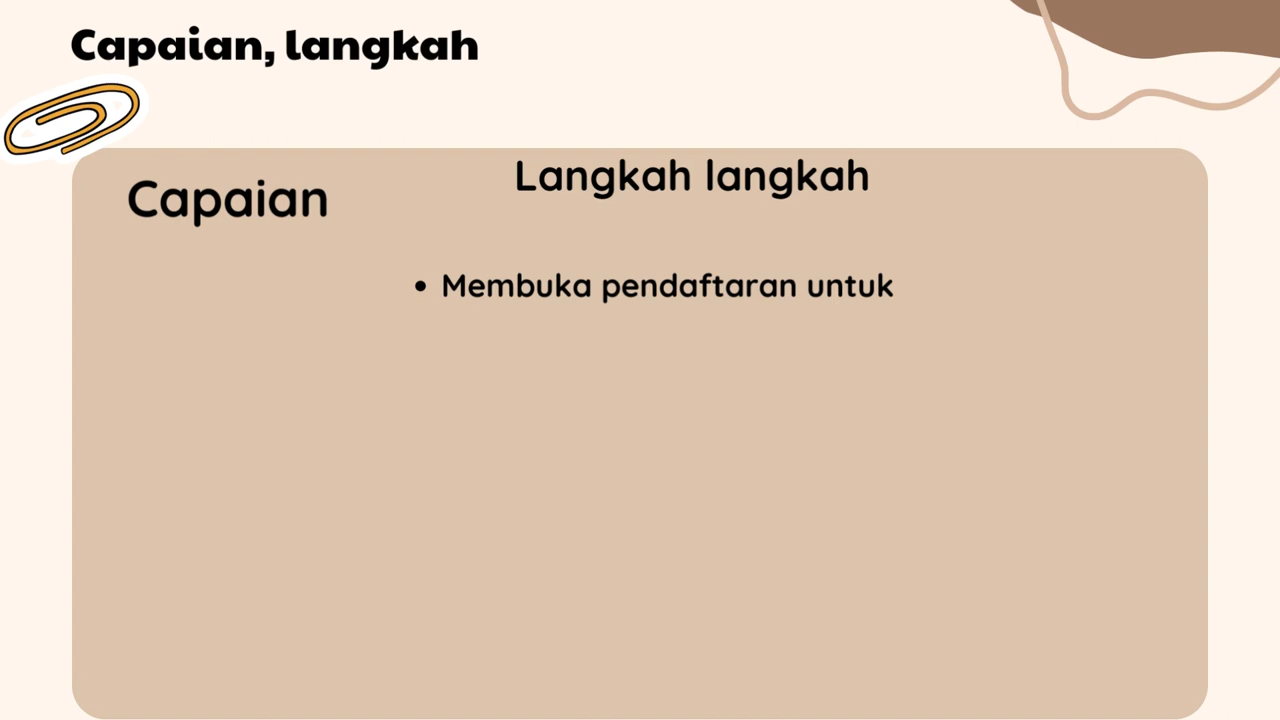 Capaian, langkah
Capaian
Langkah langkah
• Membuka pendaftaran untuk